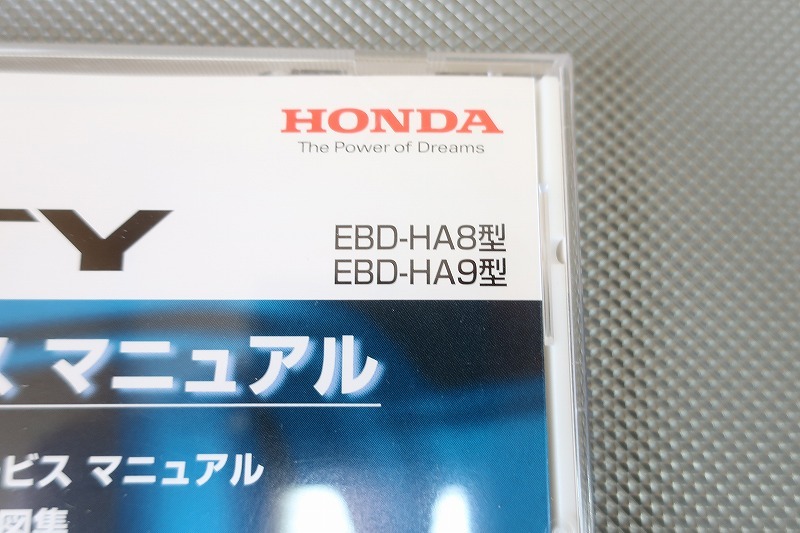 HONDA
The Power of Dreams
TY
EBD-HA8型
EBD-HA9型
ス マニュアル
ービス マニュアル
図集